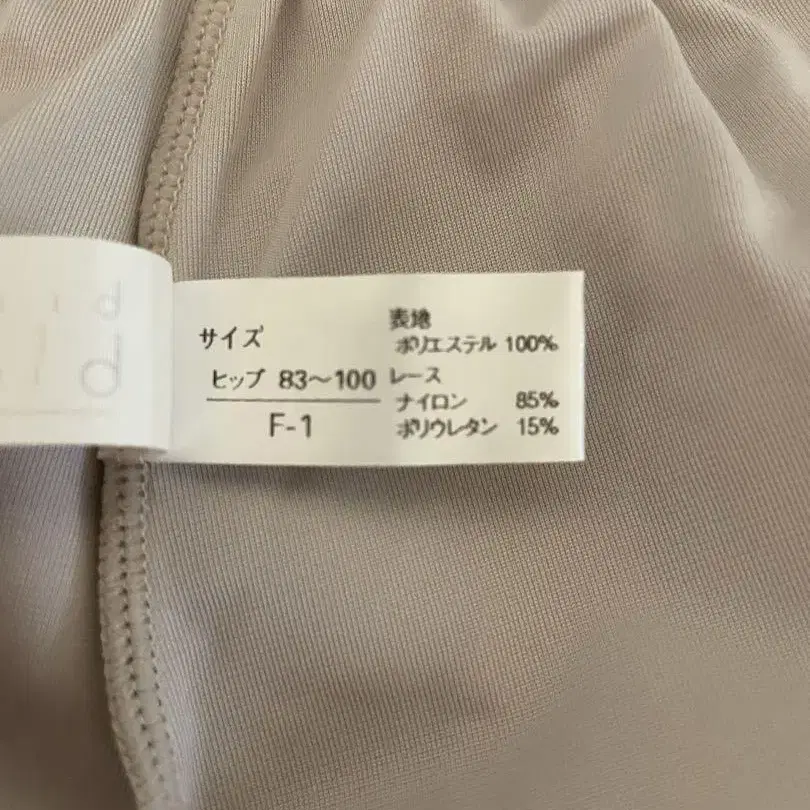 サイズ
ヒップ 83～100
F-1
表地
ポリエステル 100%
レース
ナイロン 85%
ポリウレタン 15%